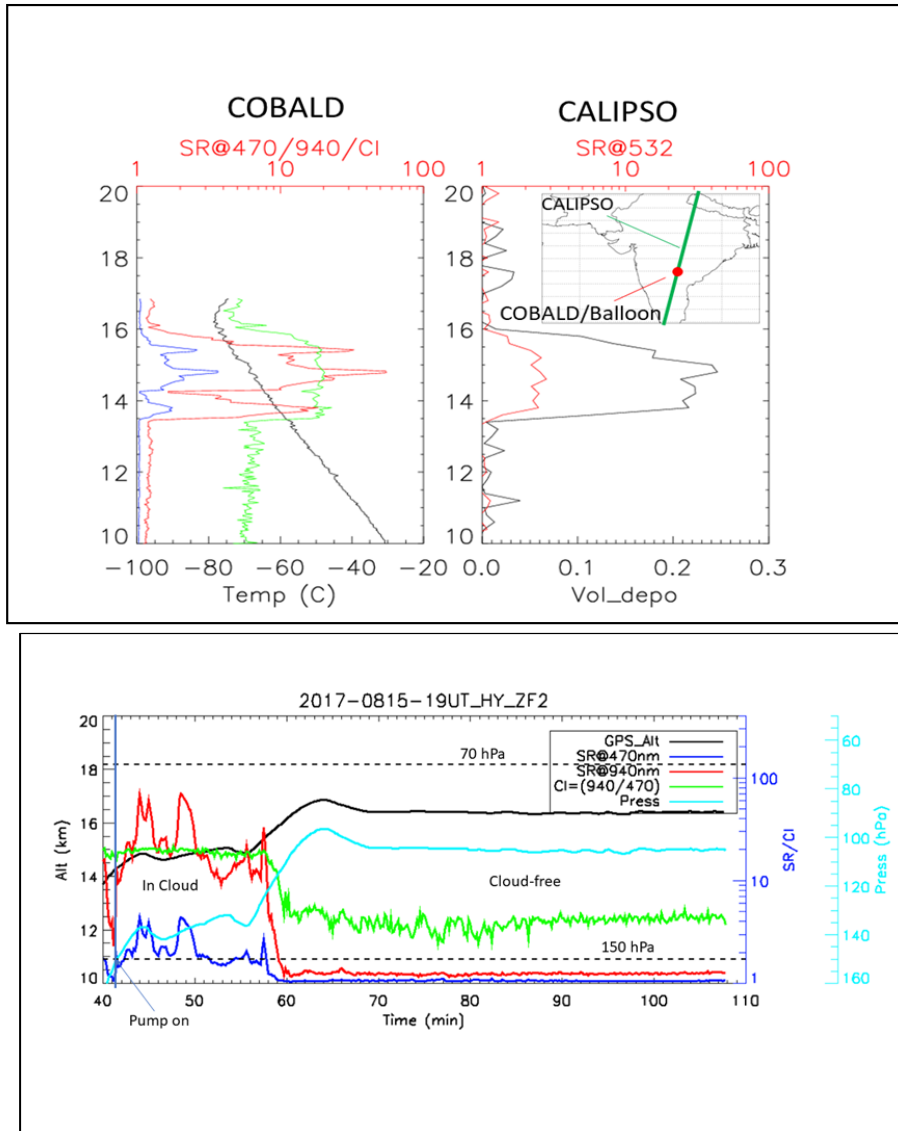 COBALD
CALIPSO
SR@470/940/CI
SR@532
1 10 100
1 10 100
20
18
16
14
12
10
-100 -80 -60 -40 -20
Temp (C)
20
18
16
14
12
10
0.0 0.1 0.2 0.3
Vol_depo
CALIPSO
COBALD/Balloon
2017-0815-19UT_HY_ZF2
20
18
16
14
12
10
Alt (km)
40 50 60 70 80 90 100 110
Time (min)
70 hPa
GPS_Alt
SR@470nm
SR@940nm
CI=(940/470)
Press
In Cloud
Cloud-free
150 hPa
Pump on
100
10
1
SR/CI
60
80
100
120
140
160
Press (hPa)